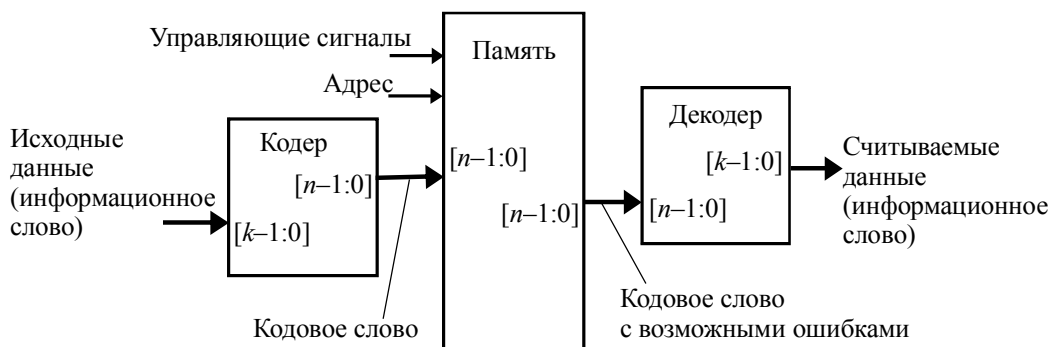 Управляющие сигналы
Адрес
Исходные
данные
(информационное
слово)
Кодер
[n–1:0]
[k–1:0]
Кодовое слово
Память
[n–1:0]
[n–1:0]
Декодер
[k–1:0]
[n–1:0]
Кодовое слово
с возможными ошибками
Считываемые
данные
(информационное
слово)